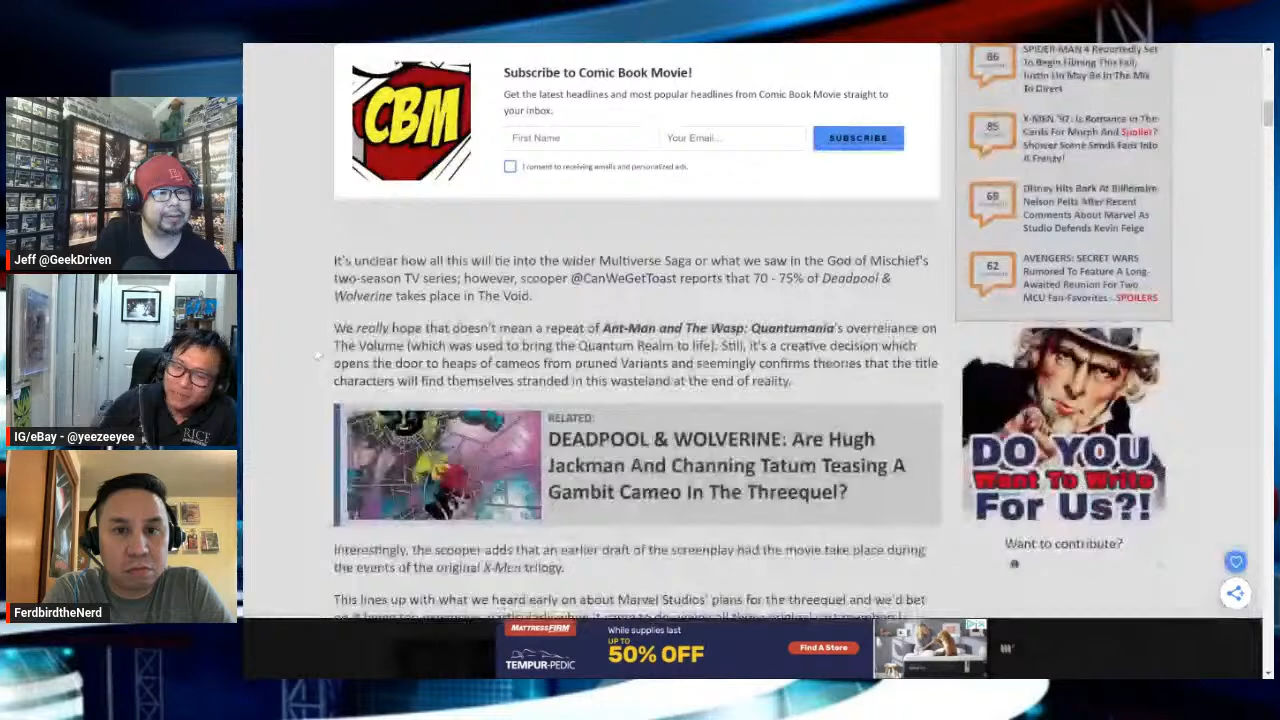 Jeff @GeekDriven
IG/eBay - @yeezeeyee
RICE
FerdbirdtheNerd
CBM
Subscribe to Comic Book Movie!
Get the latest headlines and most popular headlines from Comic Book Movie straight to
your inbox.
First Name
Your Email...
SUBSCRIBE
I consent to receiving emails and personalized ads.
It's unclear how all this will tie into the wider Multiverse Saga or what we saw in the God of Mischief's
two-season TV series; however, scooper @CanWeGetToast reports that 70 - 75% of Deadpool &
Wolverine takes place in The Void.
We really hope that doesn't mean a repeat of Ant-Man and The Wasp: Quantumania's overreliance on
The Volume (which was used to bring the Quantum Realm to life). Still, it's a creative decision which
opens the door to heaps of cameos from pruned Variants and seemingly confirms theories that the title
characters will find themselves stranded in this wasteland at the end of reality.
RELATED:
DEADPOOL & WOLVERINE: Are Hugh
Jackman And Channing Tatum Teasing A
Gambit Cameo In The Threequel?
Interestingly, the scooper adds that an earlier draft of the screenplay had the movie take place during
the events of the original X-Men trilogy.
This lines up with what we heard early on about Marvel Studios' plans for the threequel and we'd bet
86
SPIDER-MAN 4 Reportedly Set
To Begin Filming This Fall;
Justin Lin May Be In The Mix
To Direct
85
X-MEN '97: Is Romance In The
Cards For Morph And Spoiler?
Shower Scene Sends Fans Into
A Frenzy!
68
Disney Hits Back At Billionaire
Nelson Peltz After Recent
Comments About Marvel As
Studio Defends Kevin Feige
62
AVENGERS: SECRET WARS
Rumored To Feature A Long-
Awaited Reunion For Two
MCU Fan-Favorites - SPOILERS
DO YOU
Want To Write
For Us?!
Want to contribute?
MATTRESS FIRM
TEMPUR-PEDIC
While supplies last
UP TO
50% OFF
Find A Store